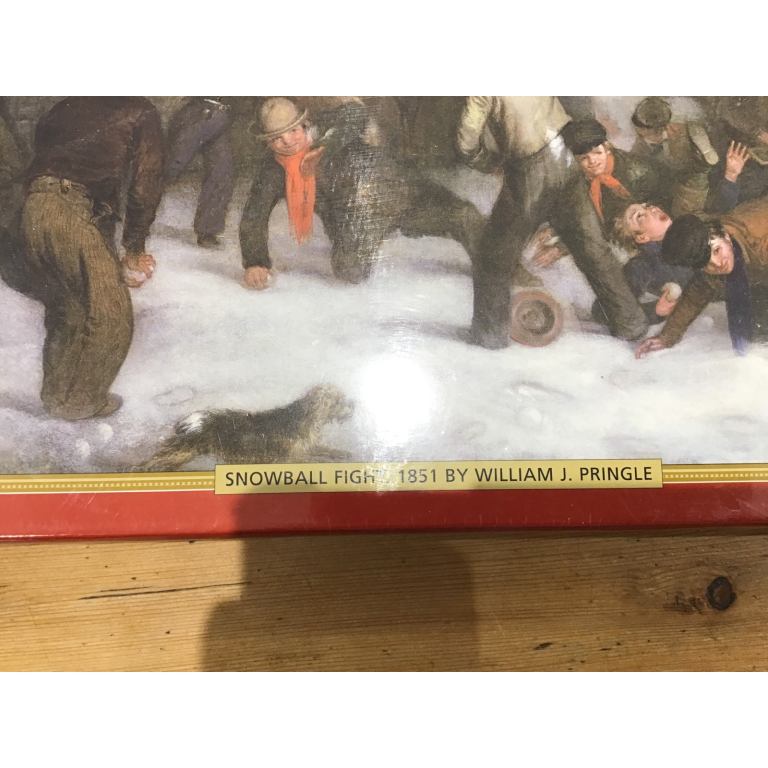 SNOWBALL FIGHT, 1851 BY WILLIAM J. PRINGLE